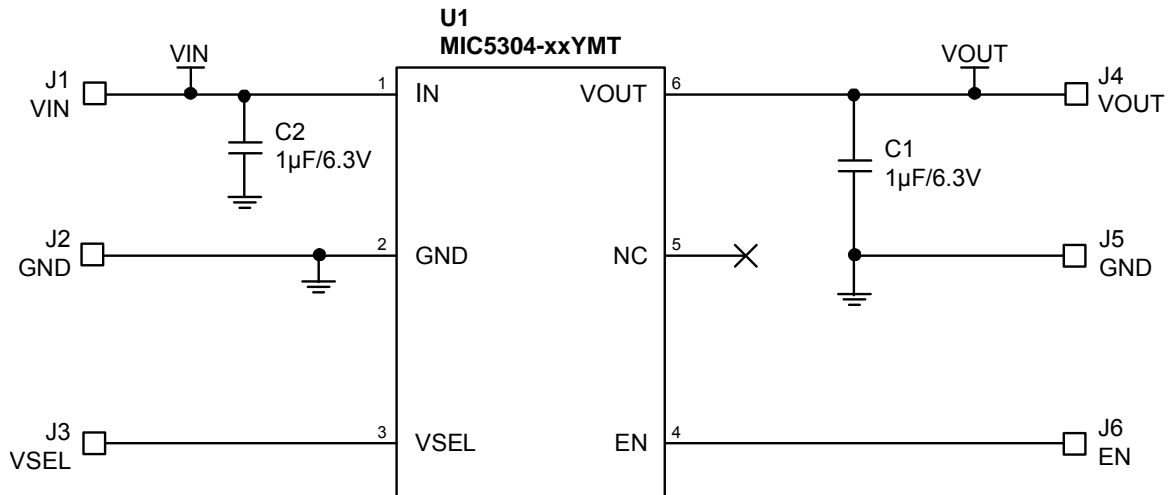 U1
MIC5304-xxYMT
VIN
VOUT
J1
VIN
1
IN
VOUT
6
J4
VOUT
C2
1µF/6.3V
C1
1µF/6.3V
J2
GND
2
GND
NC
5
J5
GND
J3
VSEL
3
VSEL
EN
4
J6
EN